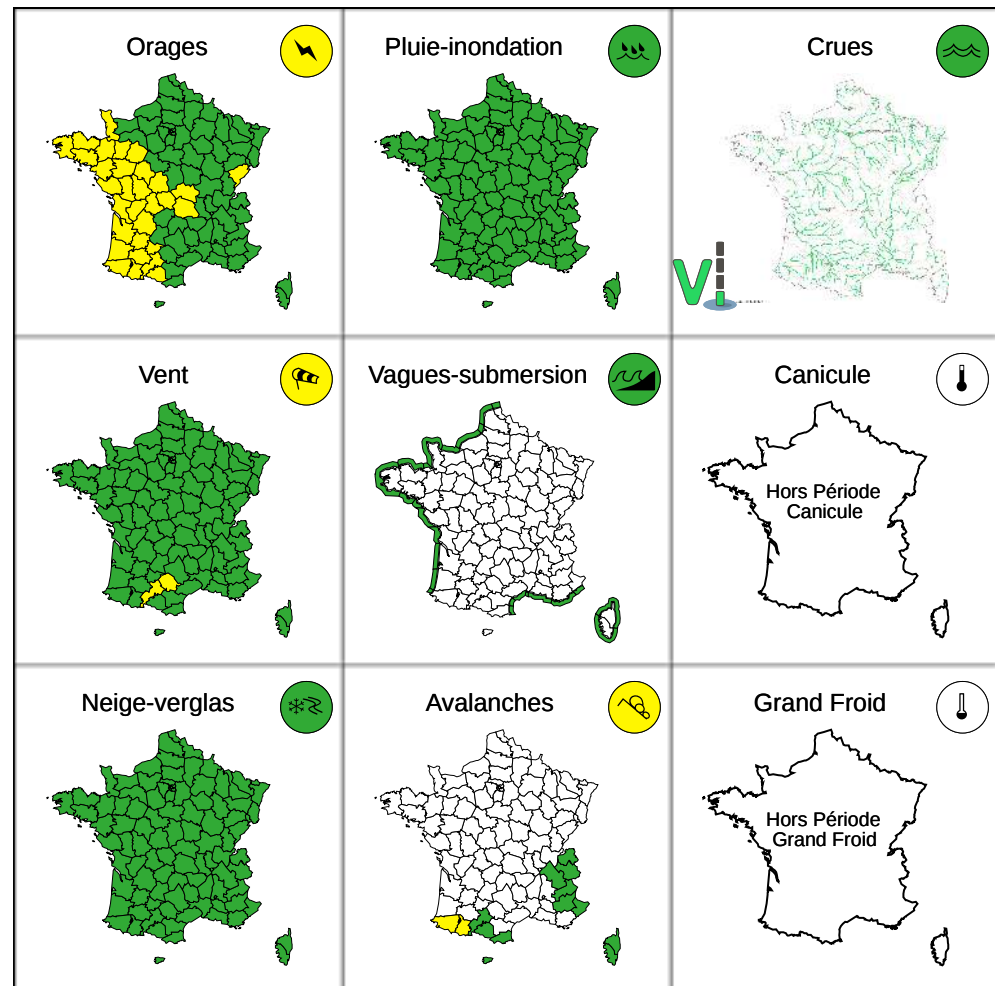 Orages
Pluie-inondation
Crues
Vi
Vent
Vagues-submersion
Canicule
Hors Période
Canicule
Neige-verglas
Avalanches
Grand Froid
Hors Période
Grand Froid